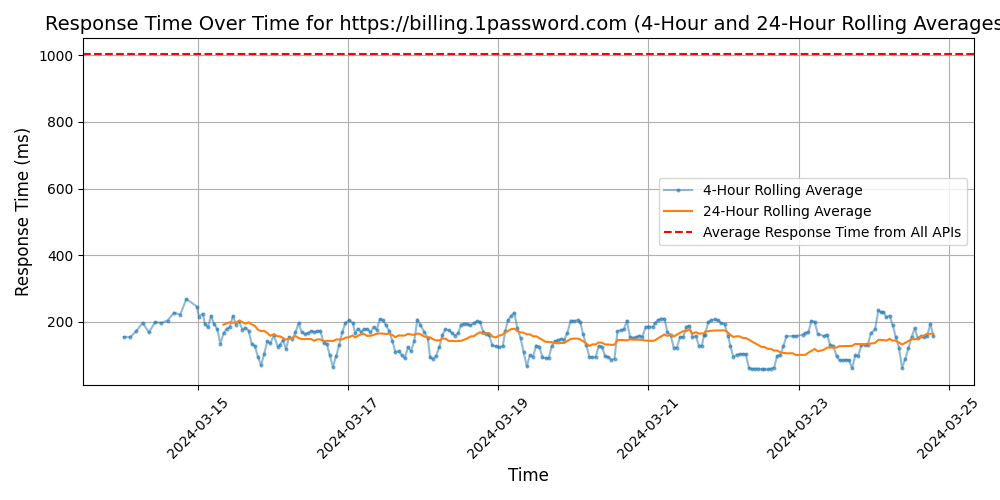 Response Time Over Time for https://billing.1password.com (4-Hour and 24-Hour Rolling Averages
Response Time (ms)
1000
800
600
400
200
4-Hour Rolling Average
24-Hour Rolling Average
Average Response Time from All APIs
2024-03-15
2024-03-17
2024-03-19
2024-03-21
2024-03-23
2024-03-25
Time